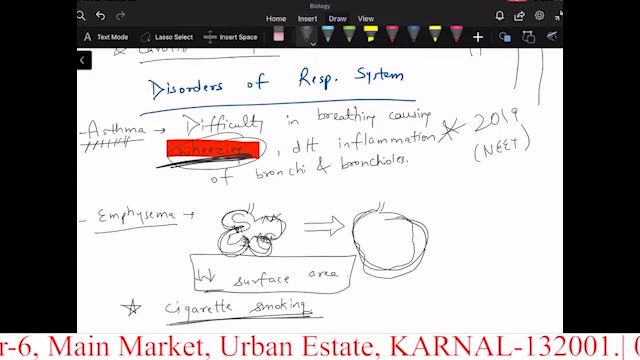 Biology
Home Insert Draw View
Text Mode Lasso Select Insert Space
Disorders of Resp. System
- Asthma → Difficulty in breathing causing
wheezing, d/t inflammation ★ 2019
of bronchi & bronchioles. (NEET)
- Emphysema → ⇒
↓↓ surface area.
☆ cigarette smoking
r-6, Main Market, Urban Estate, KARNAL-132001.|